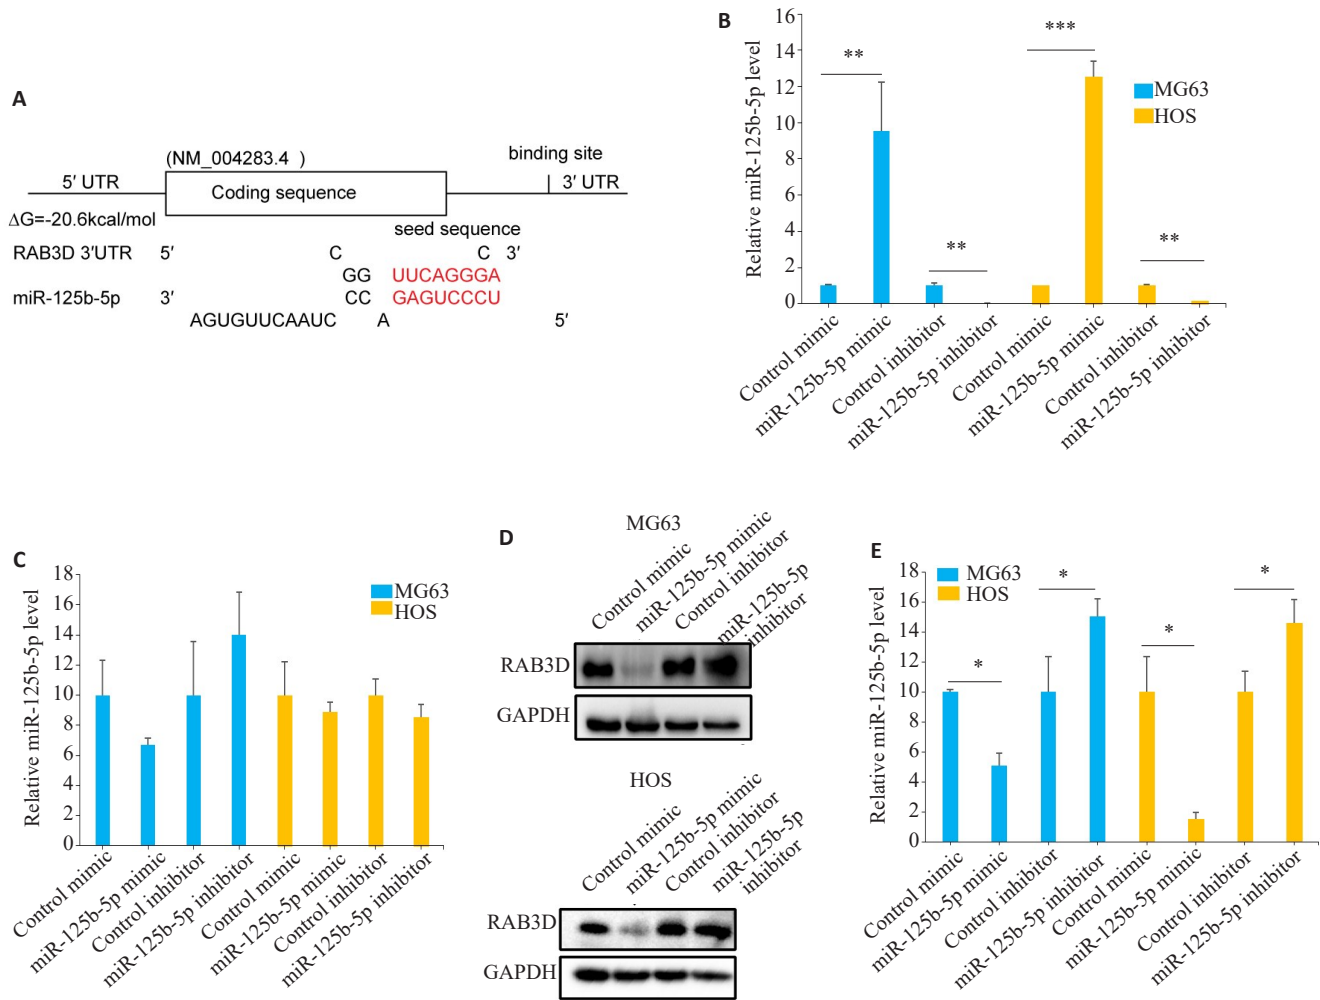 A
(NM_004283.4 )
binding site
5′ UTR
Coding sequence
3′ UTR
ΔG=-20.6kcal/mol
seed sequence
RAB3D 3′UTR 5′ C C 3′
GG UUCAGGGA
miR-125b-5p 3′ CC GAGUCCCU
AGUGUUCAAUC A 5′
B
Relative miR-125b-5p level
16
14
12
10
8
6
4
2
0
**
**
***
**
MG63
HOS
Control mimic
miR-125b-5p mimic
Control inhibitor
miR-125b-5p inhibitor
Control mimic
miR-125b-5p mimic
Control inhibitor
miR-125b-5p inhibitor
C
Relative miR-125b-5p level
18
16
14
12
10
8
6
4
2
0
MG63
HOS
Control mimic
miR-125b-5p mimic
Control inhibitor
miR-125b-5p inhibitor
Control mimic
miR-125b-5p mimic
Control inhibitor
miR-125b-5p inhibitor
D
MG63
Control mimic
miR-125b-5p mimic
Control inhibitor
miR-125b-5p
inhibitor
RAB3D
GAPDH
HOS
Control mimic
miR-125b-5p mimic
Control inhibitor
miR-125b-5p
inhibitor
RAB3D
GAPDH
E
Relative miR-125b-5p level
18
16
14
12
10
8
6
4
2
0
MG63
HOS
*
*
*
*
Control mimic
miR-125b-5p mimic
Control inhibitor
miR-125b-5p inhibitor
Control mimic
miR-125b-5p mimic
Control inhibitor
miR-125b-5p inhibitor